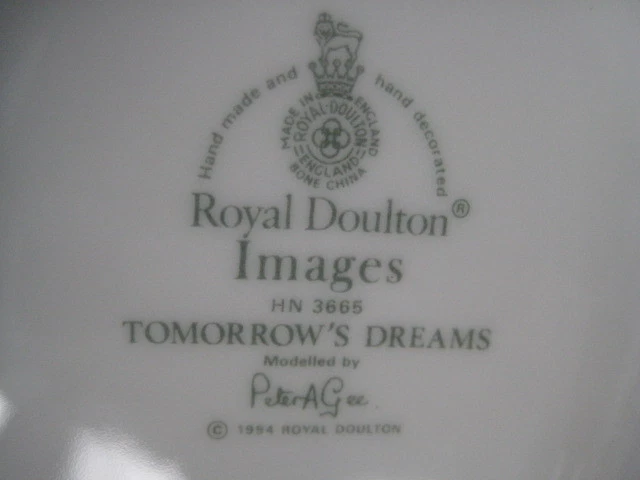 Hand made and hand decorated
MADE IN ENGLAND
ROYAL·DOULTON
ENGLAND
BONE CHINA
Royal Doulton®
Images
HN 3665
TOMORROW'S DREAMS
Modelled by
Peter A Gee.
© 1994 ROYAL DOULTON